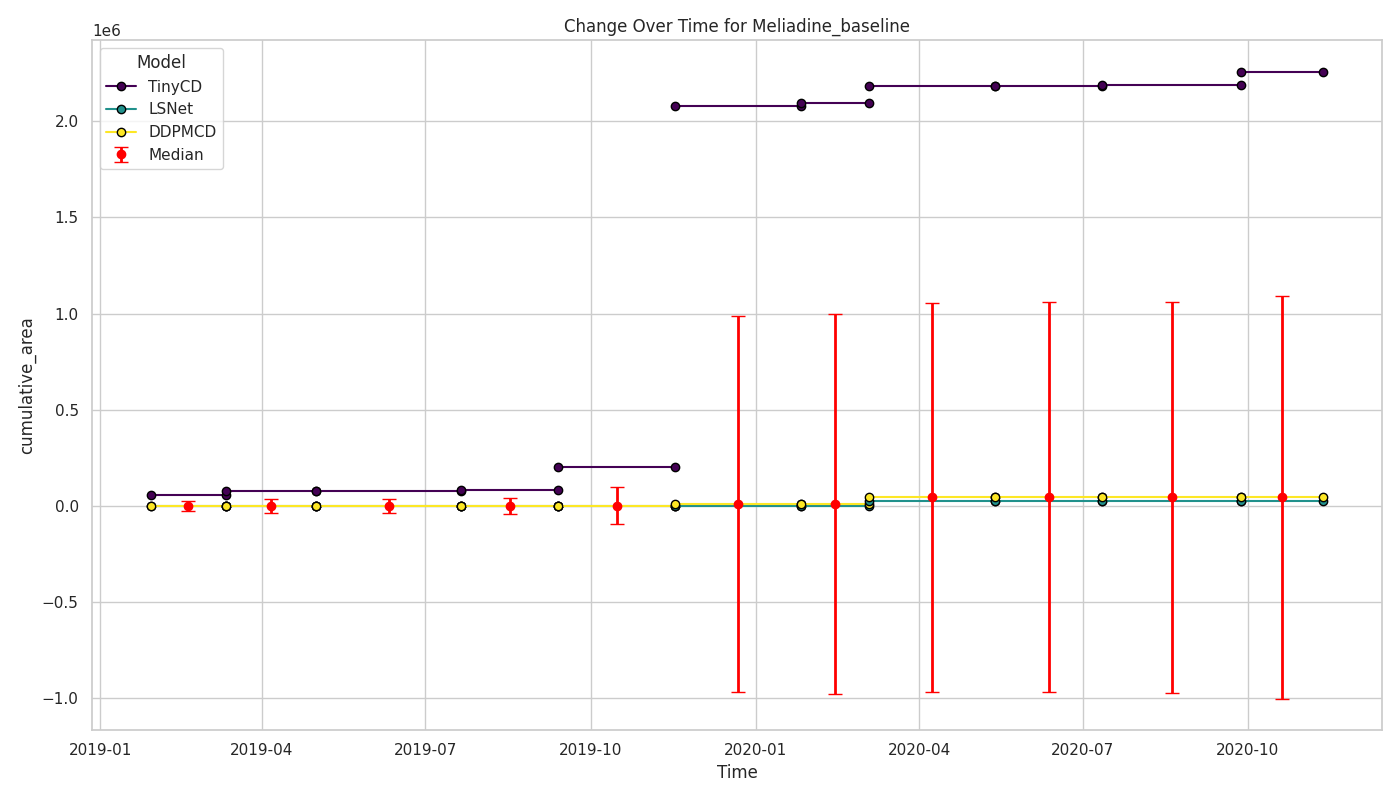 Change Over Time for Meliadine_baseline
1e6
Model
TinyCD
LSNet
DDPMCD
Median
2.0
1.5
1.0
0.5
0.0
−0.5
−1.0
cumulative_area
2019-01 2019-04 2019-07 2019-10 2020-01 2020-04 2020-07 2020-10
Time